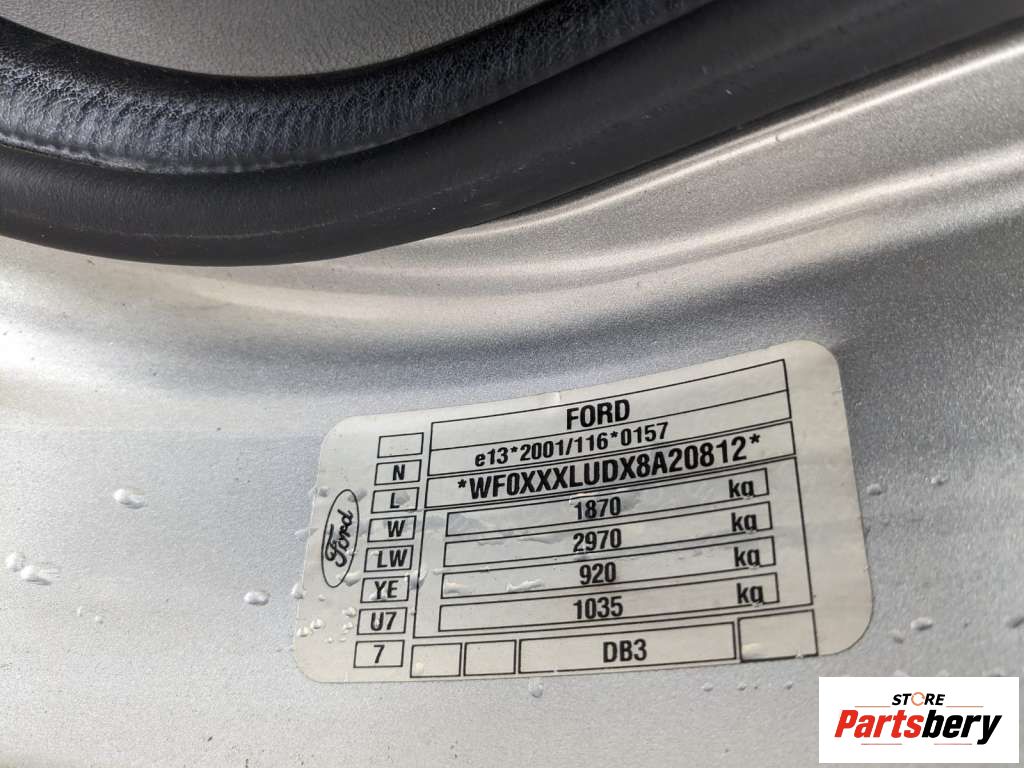 FORD
e13*2001/116*0157
*WF0XXXLUDX8A20812*
N
L
W
LW
YE
U7
7
Ford
1870 kg
2970 kg
920 kg
1035 kg
DB3
STORE
Partsbery